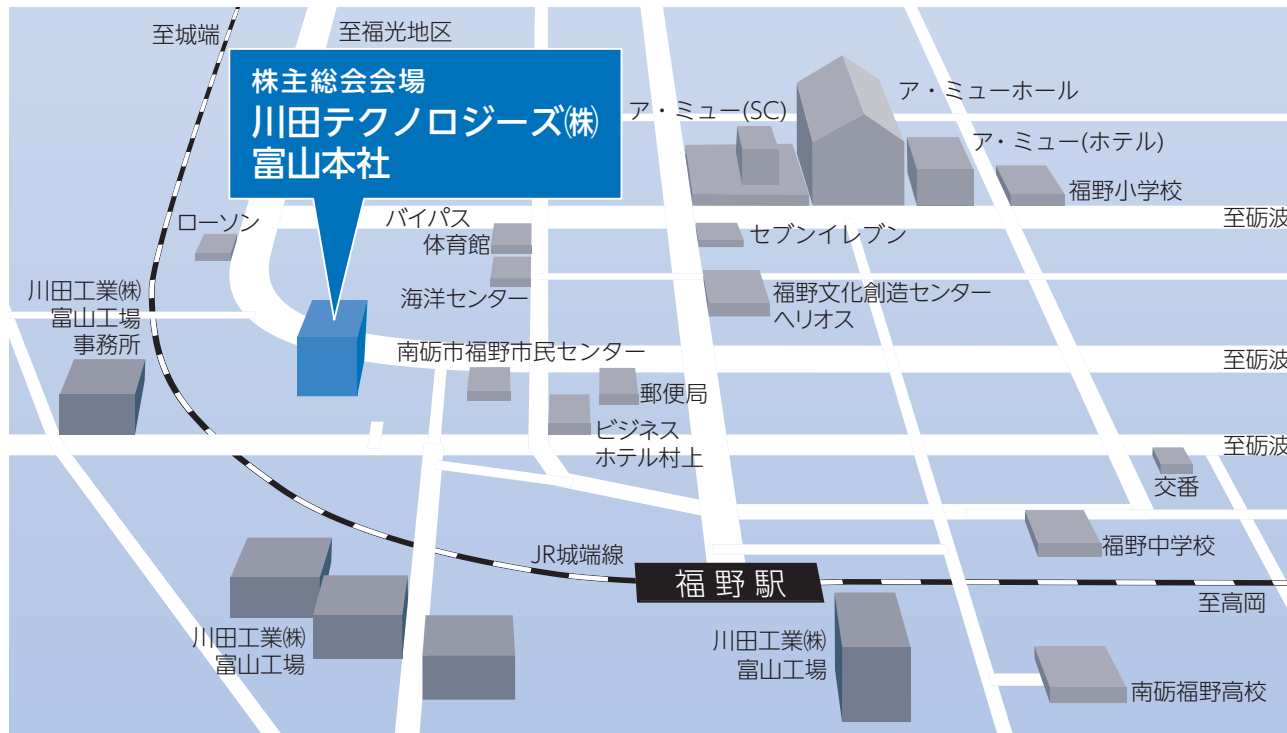 至城端
至福光地区
株主総会会場
川田テクノロジーズ㈱
富山本社
ア・ミュー(SC)
ア・ミューホール
ア・ミュー(ホテル)
福野小学校
至砺波
ローソン
バイパス
体育館
セブンイレブン
海洋センター
福野文化創造センター
ヘリオス
川田工業㈱
富山工場
事務所
南砺市福野市民センター
至砺波
郵便局
ビジネス
ホテル村上
至砺波
交番
福野中学校
JR城端線
福野駅
至高岡
川田工業㈱
富山工場
川田工業㈱
富山工場
南砺福野高校